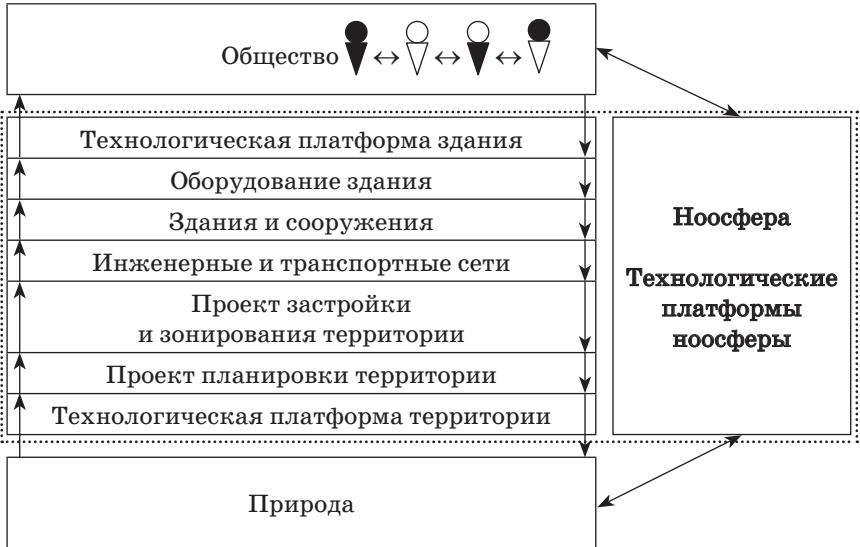 Общество
Технологическая платформа здания
Оборудование здания
Здания и сооружения
Инженерные и транспортные сети
Проект застройки
и зонирования территории
Проект планировки территории
Технологическая платформа территории
Ноосфера
Технологические
платформы
ноосферы
Природа